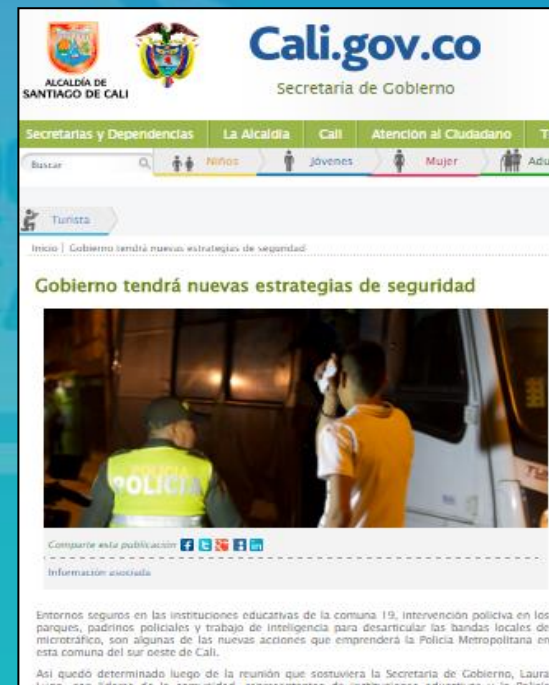 ALCALDÍA DE
SANTIAGO DE CALI
Cali.gov.co
Secretaria de Gobierno
Secretarias y Dependencias La Alcaldía Cali Atención al Ciudadano T
Buscar Niños Jóvenes Mujer Adu
Turista
Inicio | Gobierno tendrá nuevas estrategias de seguridad
Gobierno tendrá nuevas estrategias de seguridad
POLICIA
POLICIA
Comparte esta publicación
Información asociada
Entornos seguros en las instituciones educativas de la comuna 19, intervención policiva en los
parques, padrinos policiales y trabajo de inteligencia para desarticular las bandas locales de
microtráfico, son algunas de las nuevas acciones que emprenderá la Policía Metropolitana en
esta comuna del sur oeste de Cali.
Así quedó determinado luego de la reunión que sostuviera la Secretaria de Gobierno, Laura